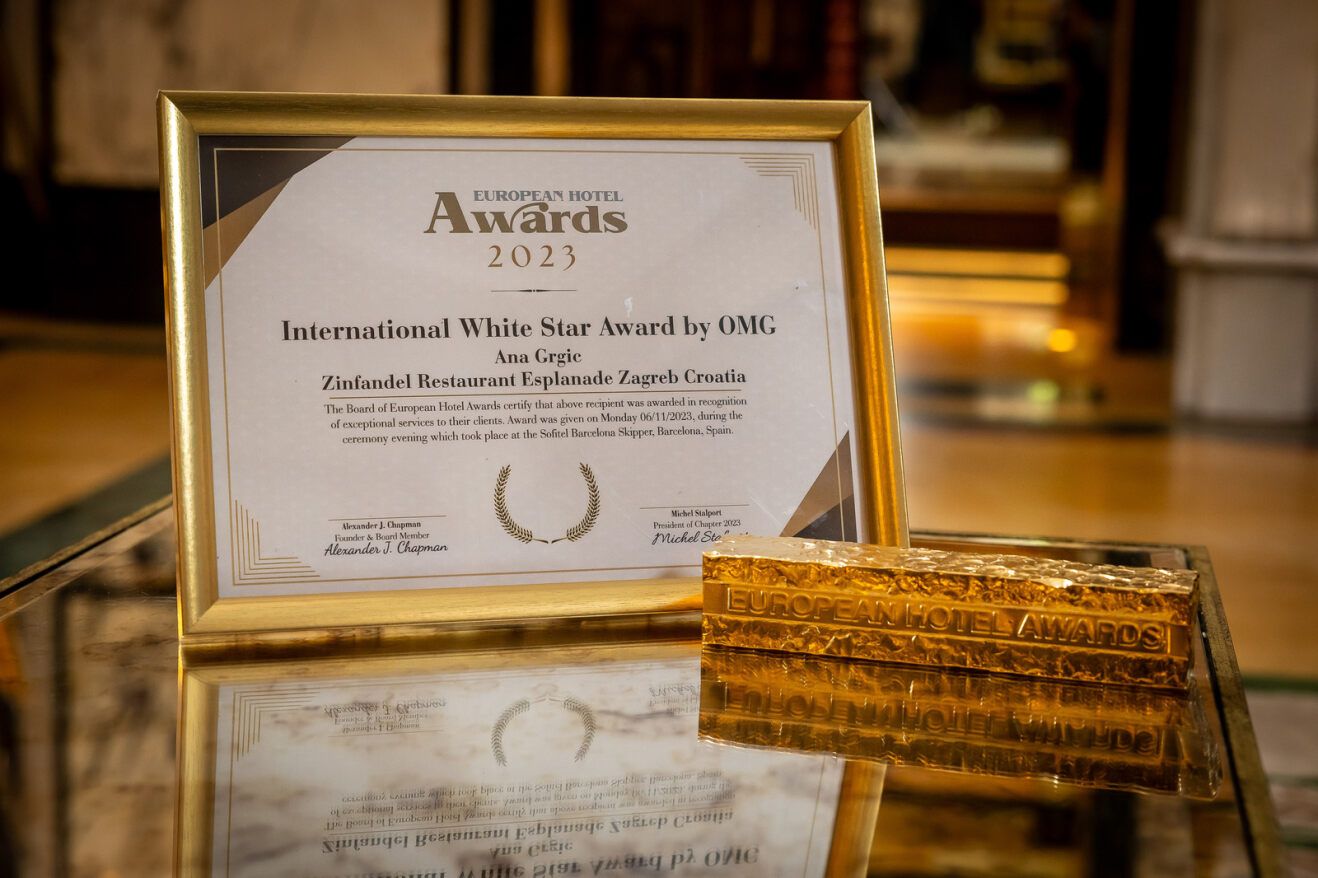 EUROPEAN HOTEL
Awards
2023
International White Star Award by OMG
Ana Grgic
Zinfandel Restaurant Esplanade Zagreb Croatia
The Board of European Hotel Awards certify that above recipient was awarded in recognition
of exceptional services to their clients. Award was given on Monday 06/11/2023, during the
ceremony evening which took place at the Sofitel Barcelona Skipper, Barcelona, Spain.
Alexander J. Chapman
Founder & Board Member
Alexander J. Chapman
Michel Stalport
President of Chapter 2023
Michel
EUROPEAN HOTEL AWARDS